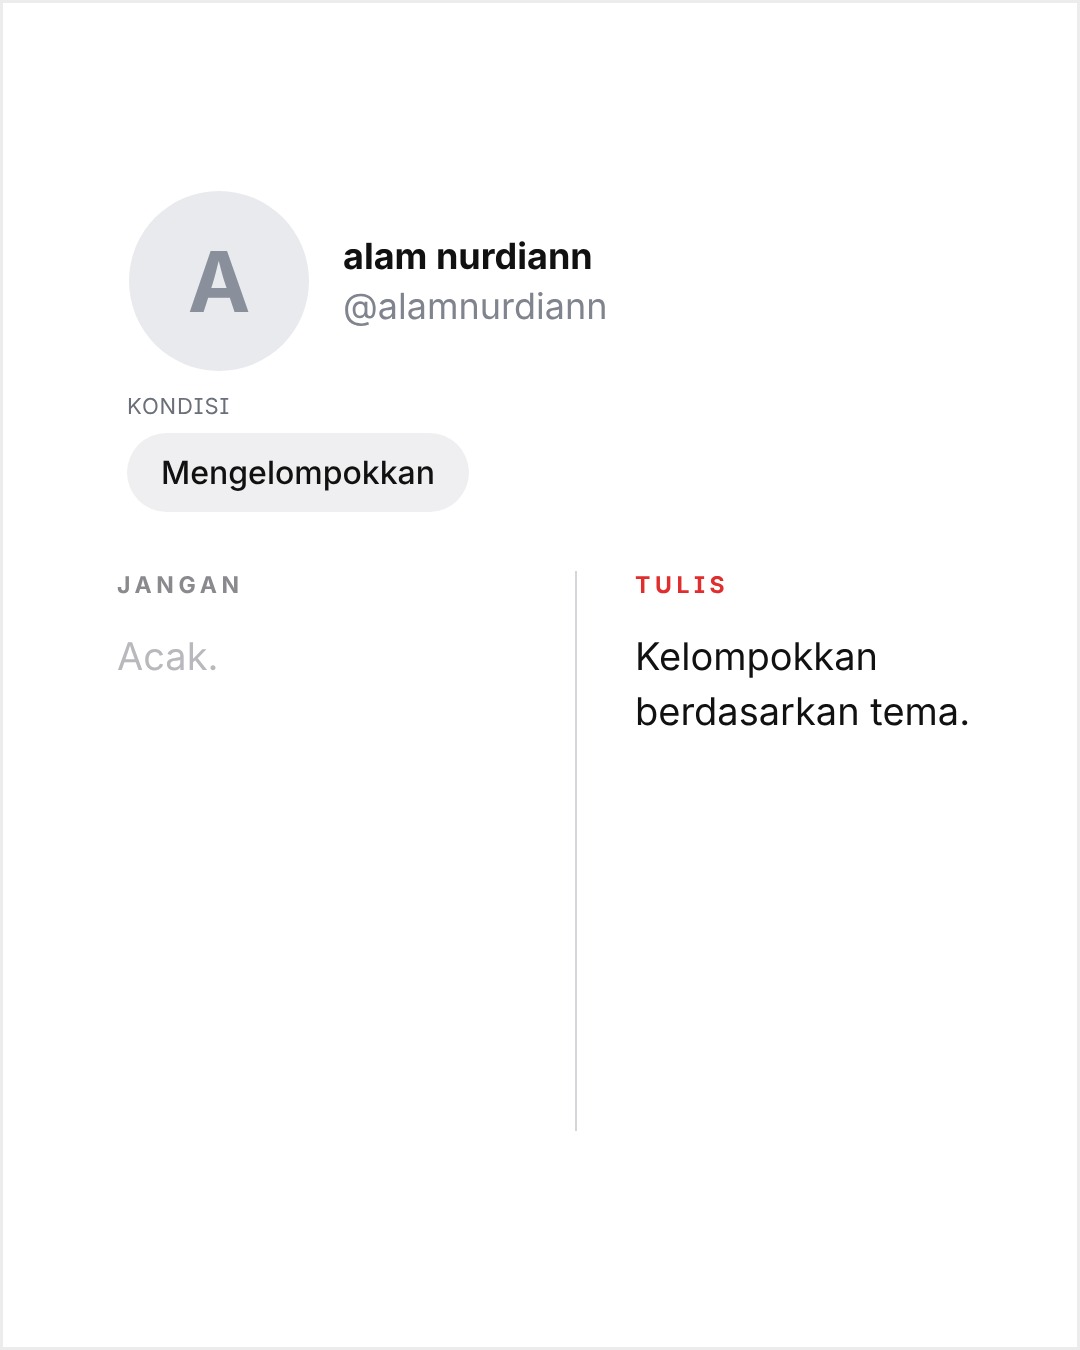 A
alam nurdiann
@alamnurdiann
KONDISI
Mengelompokkan
JANGAN
Acak.
TULIS
Kelompokkan
berdasarkan tema.